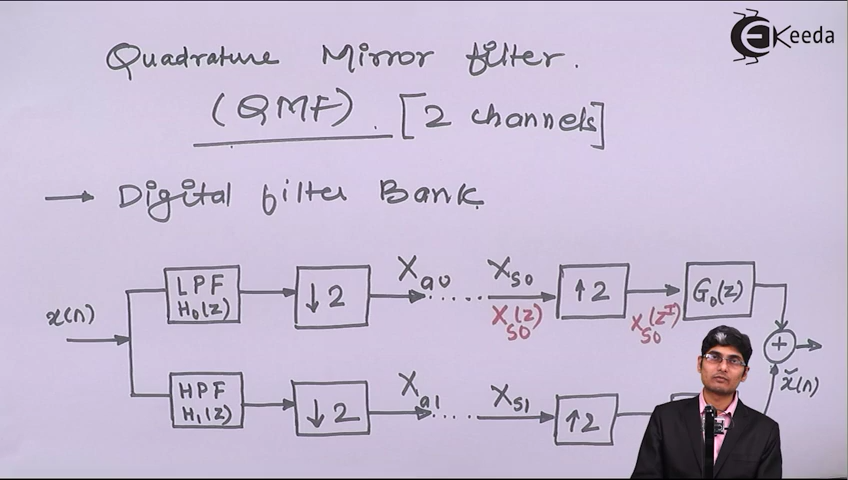 Keeda
Quadrature Mirror filter.
(QMF) [2 channels]
→ Digital filter Bank
x(n)
LPF
H₀(z)
↓2
Xa0
Xs0
Xs0(z)
↑2
Xs0(z²)
G₀(z)
+
x̃(n)
HPF
H₁(z)
↓2
Xa1
Xs1
↑2